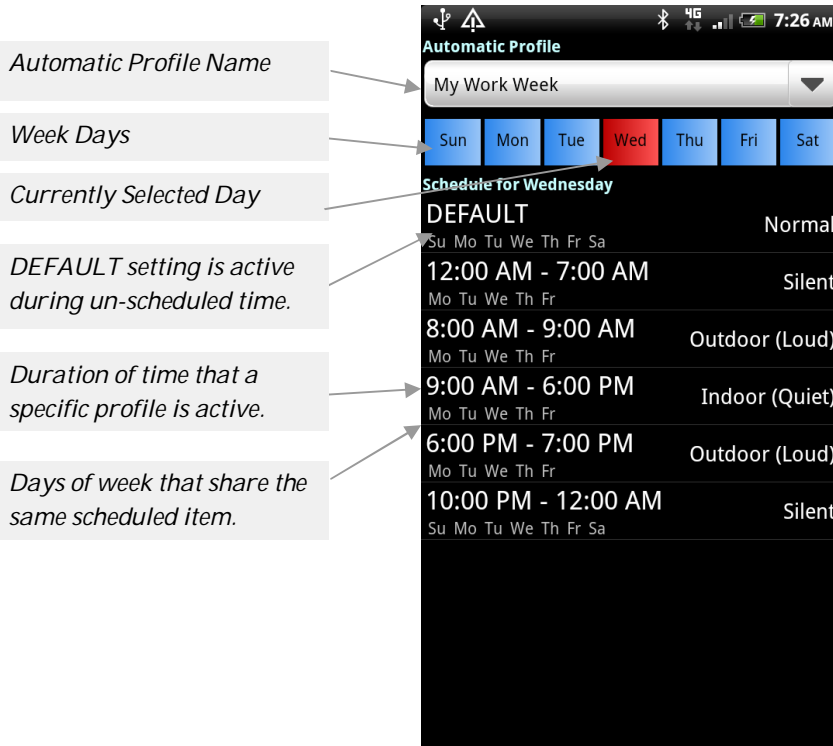 Automatic Profile Name
Week Days
Currently Selected Day
DEFAULT setting is active
during un-scheduled time.
Duration of time that a
specific profile is active.
Days of week that share the
same scheduled item.
4G 7:26 AM
Automatic Profile
My Work Week
Sun Mon Tue Wed Thu Fri Sat
Schedule for Wednesday
DEFAULT Normal
Su Mo Tu We Th Fr Sa
12:00 AM - 7:00 AM Silent
Mo Tu We Th Fr
8:00 AM - 9:00 AM Outdoor (Loud)
Mo Tu We Th Fr
9:00 AM - 6:00 PM Indoor (Quiet)
Mo Tu We Th Fr
6:00 PM - 7:00 PM Outdoor (Loud)
Mo Tu We Th Fr
10:00 PM - 12:00 AM Silent
Su Mo Tu We Th Fr Sa